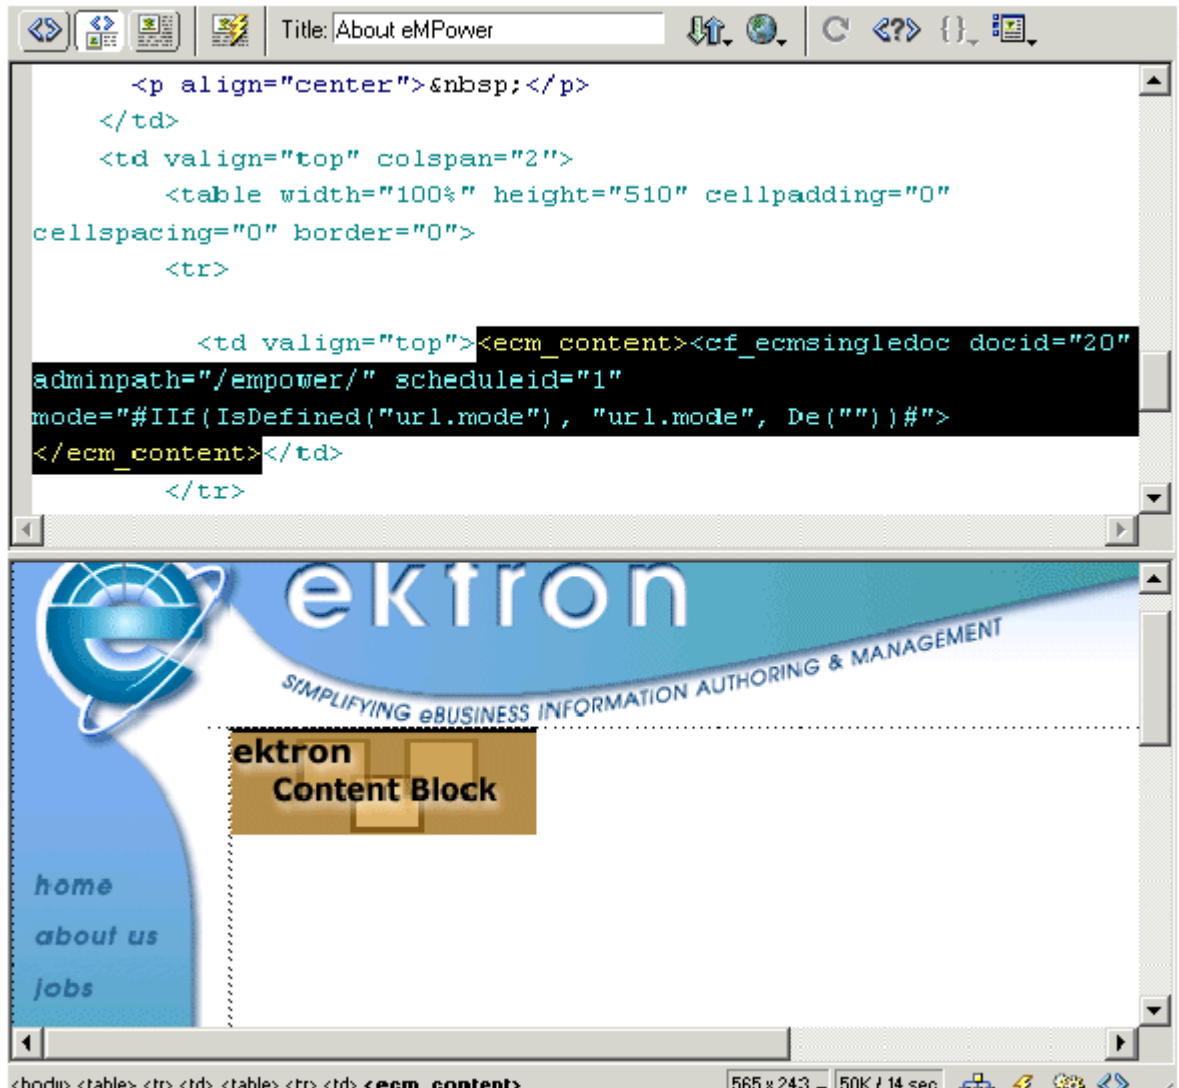 Title: About eMPower
<p align="center">&nbsp;</p>
</td>
<td valign="top" colspan="2">
<table width="100%" height="510" cellpadding="0"
cellspacing="0" border="0">
<tr>
<td valign="top"><ecm_content><cf_ecmsingledoc docid="20"
adminpath="/empower/" scheduleid="1"
mode="#IIf(IsDefined("url.mode"), "url.mode", De(""))#">
</ecm_content></td>
</tr>
ektron
SIMPLIFYING eBUSINESS INFORMATION AUTHORING & MANAGEMENT
ektron
Content Block
home
about us
jobs
<body> <table> <tr> <td> <table> <tr> <td> <ecm_content> 565 x 243 50K / 14 sec